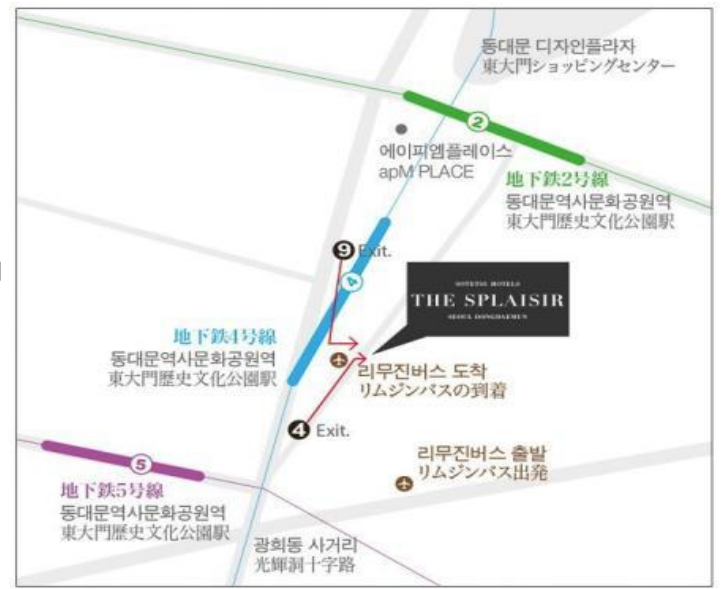 동대문 디자인플라자
東大門ショッピングセンター
2
에이피엠플레이스
apM PLACE
地下鉄2号線
동대문역사문화공원역
東大門歴史文化公園駅
9 Exit.
4
SOTETSU HOTELS
THE SPLAISIR
SEOUL DONGDAEMUN
地下鉄4号線
동대문역사문화공원역
東大門歴史文化公園駅
리무진버스 도착
リムジンバスの到着
4 Exit.
리무진버스 출발
リムジンバス出発
5
地下鉄5号線
동대문역사문화공원역
東大門歴史文化公園駅
광희동 사거리
光輝洞十字路